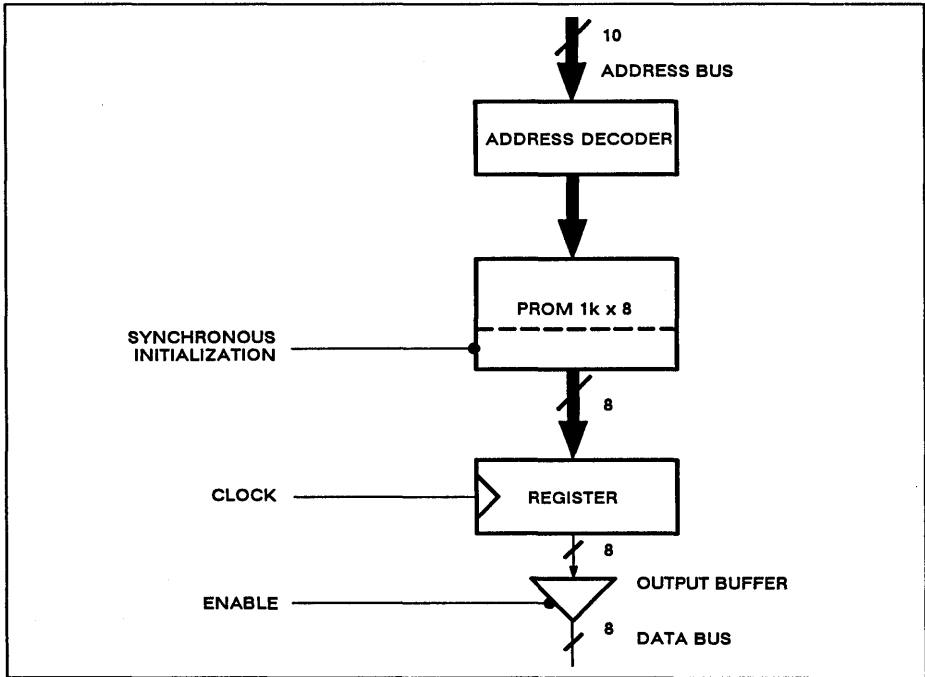 10
ADDRESS BUS
ADDRESS DECODER
PROM 1k x 8
SYNCHRONOUS
INITIALIZATION
8
CLOCK
REGISTER
8
OUTPUT BUFFER
ENABLE
8
DATA BUS